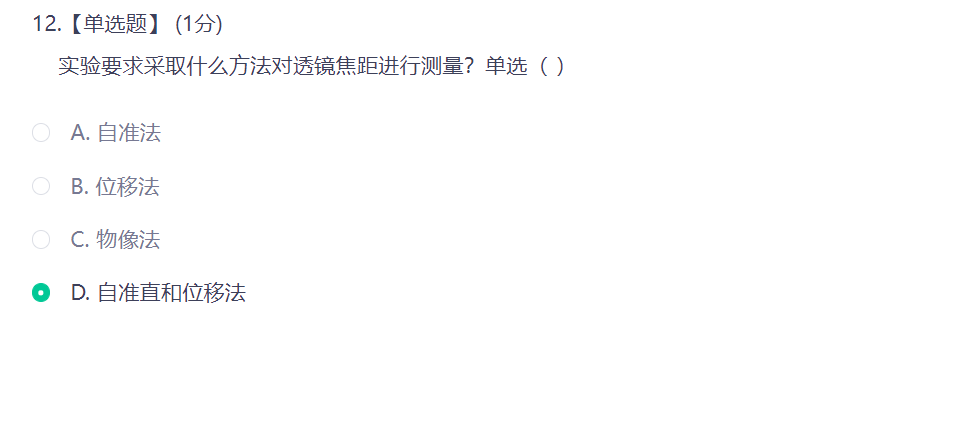 12.【单选题】 (1分)
实验要求采取什么方法对透镜焦距进行测量？单选（ ）
A. 自准法
B. 位移法
C. 物像法
D. 自准直和位移法